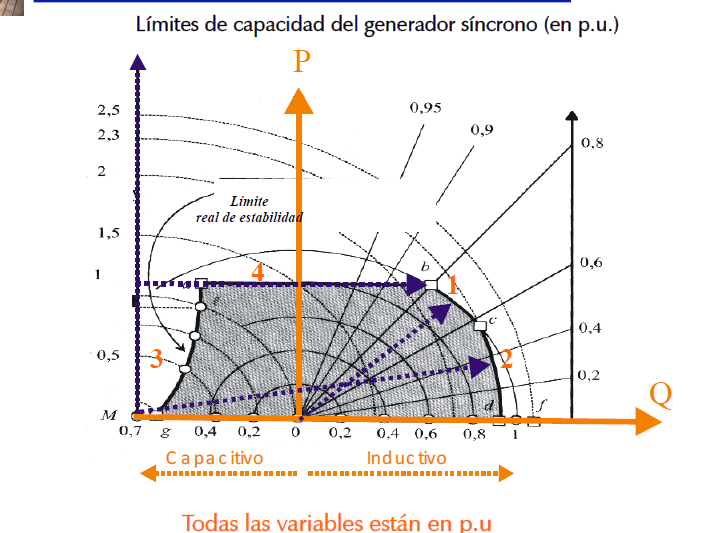 Límites de capacidad del generador síncrono (en p.u.)
P
2,5
2,3
2
1,5
1
0,5
0,95
0,9
0,8
0,6
0,4
0,2
Límite
real de estabilidad
4
b
1
c
e
3
2
Q
M
d
f
0,7
g
0,4
0,2
0
0,2
0,4
0,6
0,8
1
Capacitivo
Inductivo
Todas las variables están en p.u